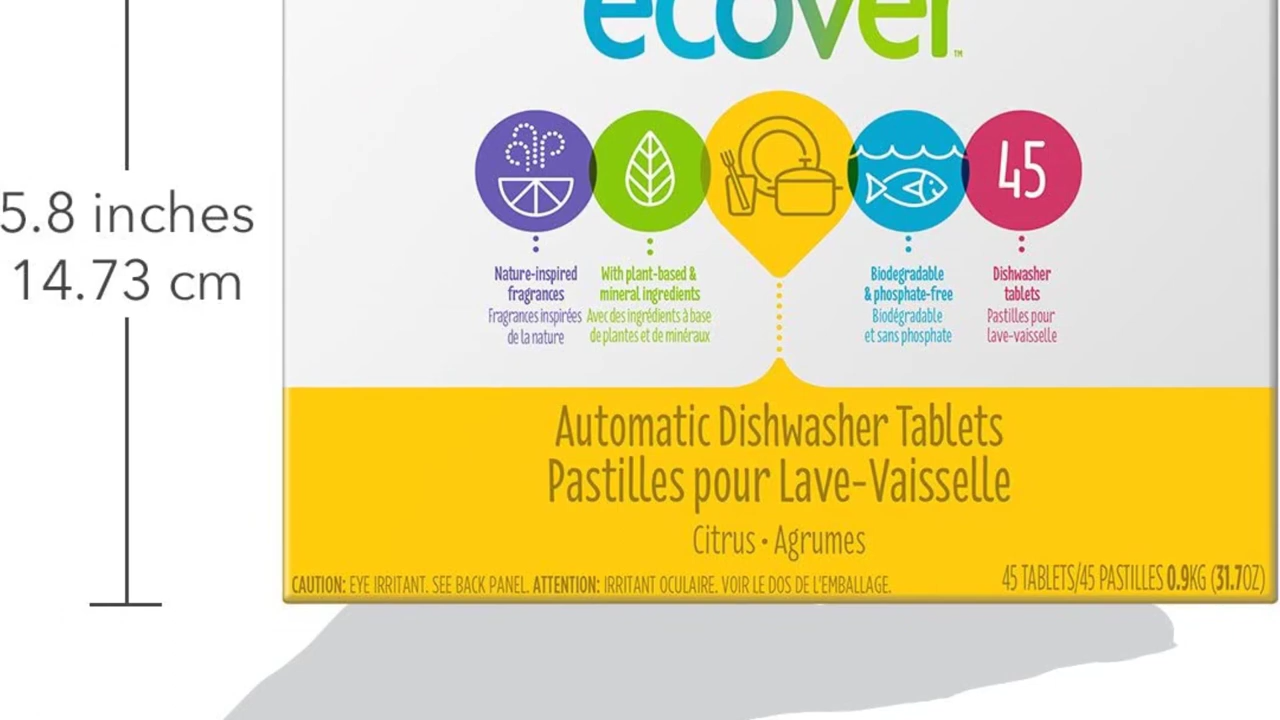 ecover™
5.8 inches
14.73 cm
45
Nature-inspired
fragrances
Fragrances inspirées
de la nature
With plant-based &
mineral ingredients
Avec des ingrédients à base
de plantes et de minéraux
Biodegradable
& phosphate-free
Biodégradable
et sans phosphate
Dishwasher
tablets
Pastilles pour
lave-vaisselle
Automatic Dishwasher Tablets
Pastilles pour Lave-Vaisselle
Citrus • Agrumes
CAUTION: EYE IRRITANT. SEE BACK PANEL. ATTENTION: IRRITANT OCULAIRE. VOIR LE DOS DE L'EMBALLAGE.
45 TABLETS/45 PASTILLES 0.9KG (31.7OZ)